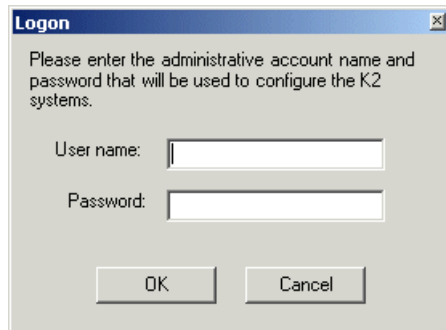 Logon
Please enter the administrative account name and
password that will be used to configure the K2
systems.
User name:
Password:
OK
Cancel